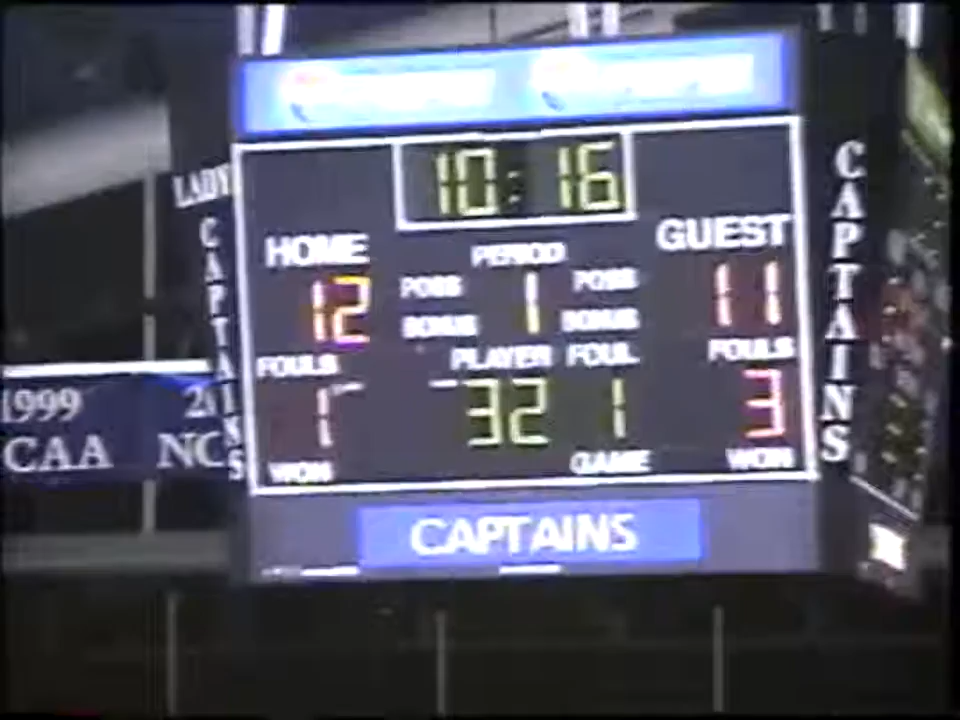 10:16
HOME PERIOD GUEST
12 POSS 1 POSS 11
BONUS BONUS
FOULS PLAYER FOUL FOULS
1 32 1 3
WON GAME WON
CAPTAINS
LADY CAPTAINS
CAPTAINS
1999
CAA NC